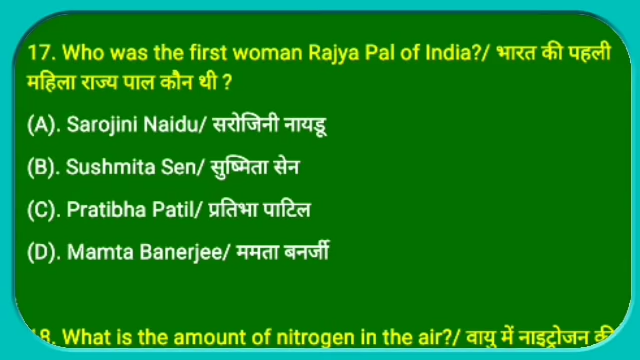 17. Who was the first woman Rajya Pal of India?/ भारत की पहली
महिला राज्य पाल कौन थी ?
(A). Sarojini Naidu/ सरोजिनी नायडू
(B). Sushmita Sen/ सुष्मिता सेन
(C). Pratibha Patil/ प्रतिभा पाटिल
(D). Mamta Banerjee/ ममता बनर्जी
18. What is the amount of nitrogen in the air?/ वायु में नाइट्रोजन की